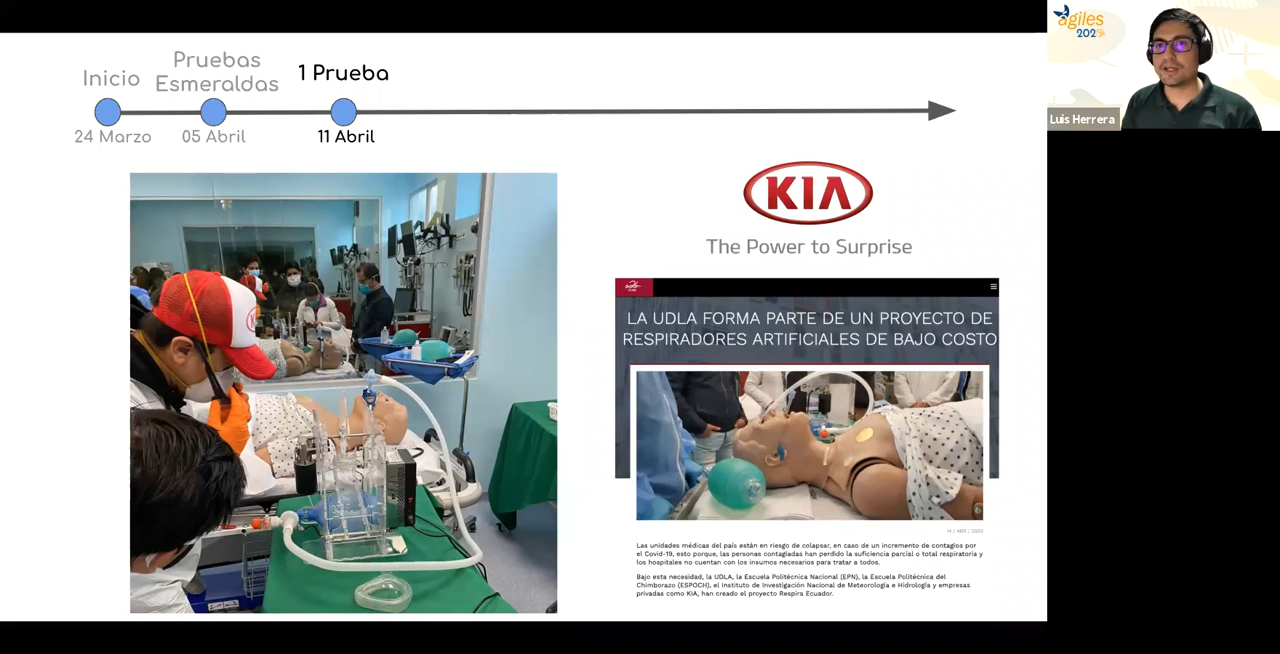 Inicio
Pruebas
Esmeraldas
1 Prueba
24 Marzo
05 Abril
11 Abril
KIA
The Power to Surprise
LA UDLA FORMA PARTE DE UN PROYECTO DE
RESPIRADORES ARTIFICIALES DE BAJO COSTO
14 / ABR / 2020
Las unidades médicas del país están en riesgo de colapsar, en caso de un incremento de contagios por
el Covid-19, esto porque, las personas contagiadas han perdido la suficiencia parcial o total respiratoria y
los hospitales no cuentan con los insumos necesarios para tratar a todos.
Bajo esta necesidad, la UDLA, la Escuela Politécnica Nacional (EPN), la Escuela Politécnica del
Chimborazo (ESPOCH), el Instituto de Investigación Nacional de Meteorología e Hidrología y empresas
privadas como KIA, han creado el proyecto Respira Ecuador.
agiles
Luis Herrera